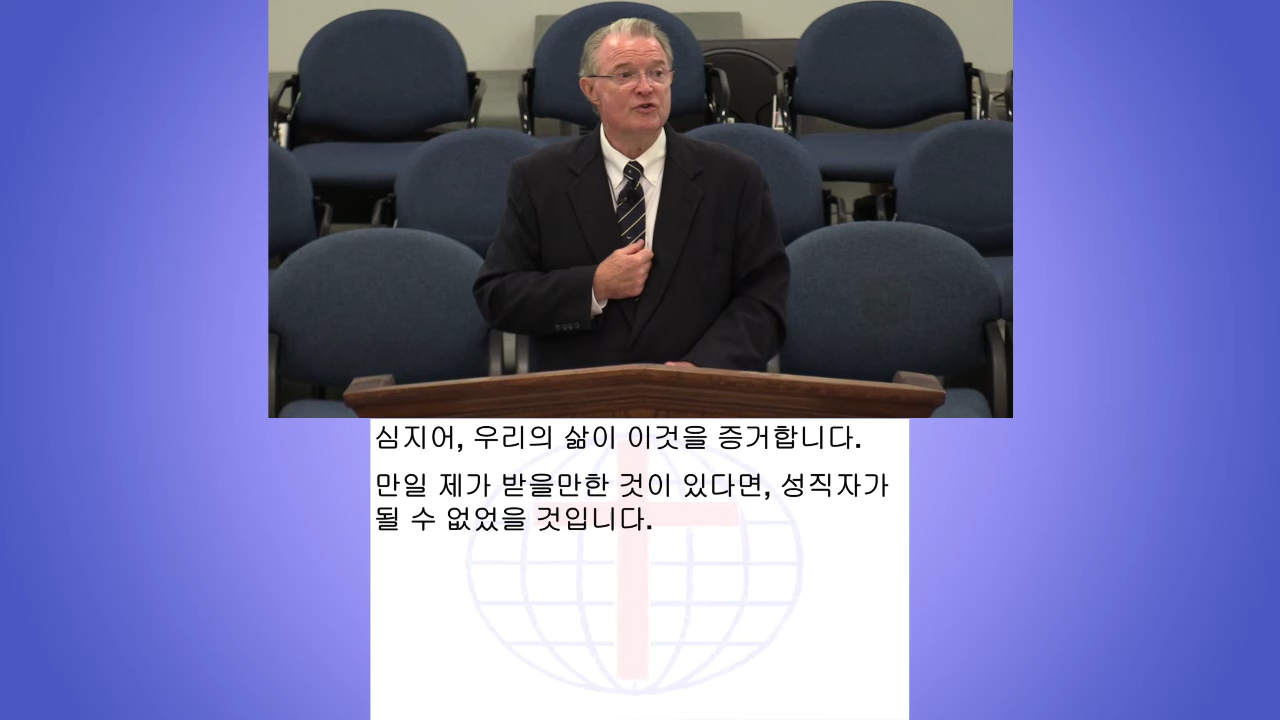 심지어, 우리의 삶이 이것을 증거합니다.
만일 제가 받을만한 것이 있다면, 성직자가
될 수 없었을 것입니다.